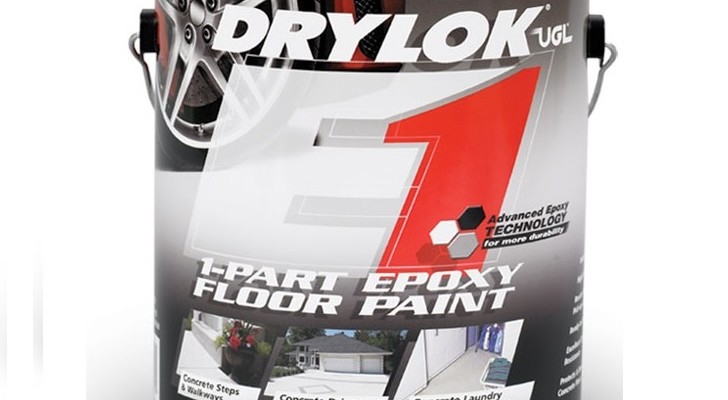 DRYLOK® UGL®
E1
Advanced Epoxy
TECHNOLOGY
for more durability
1-PART EPOXY
FLOOR PAINT
Concrete Steps
& Walkways
Concrete
Concrete Laundry